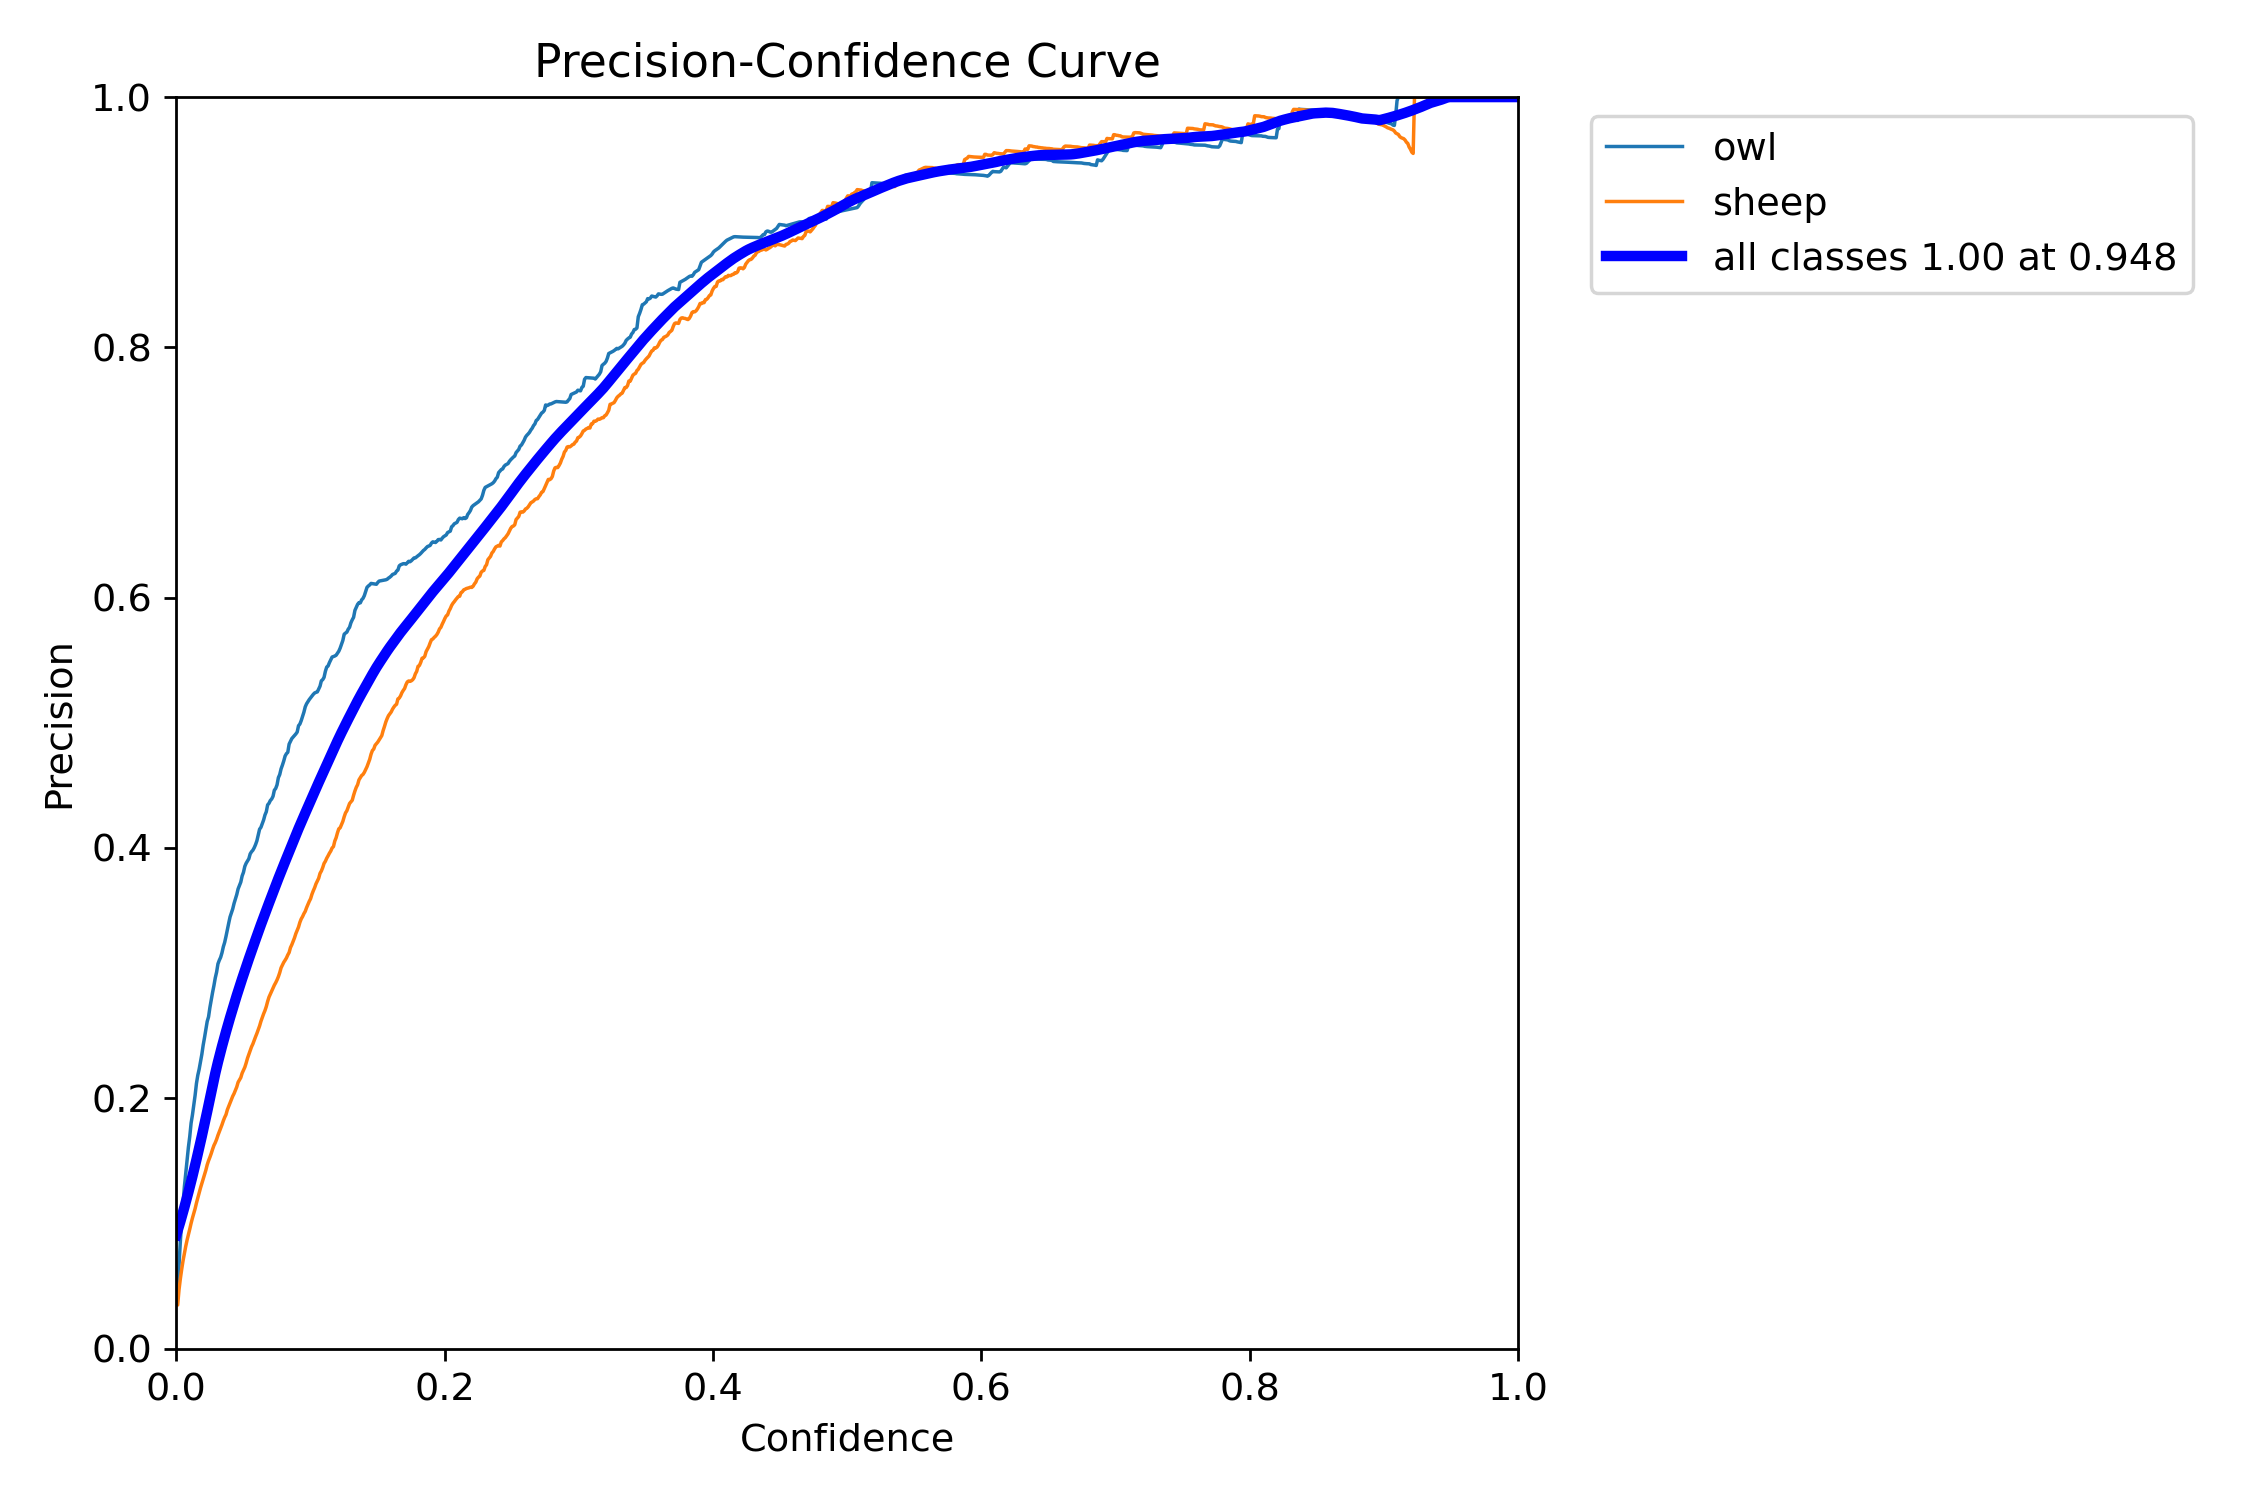 Precision-Confidence Curve
1.0
0.8
0.6
0.4
0.2
0.0
Precision
0.0 0.2 0.4 0.6 0.8 1.0
Confidence
owl
sheep
all classes 1.00 at 0.948